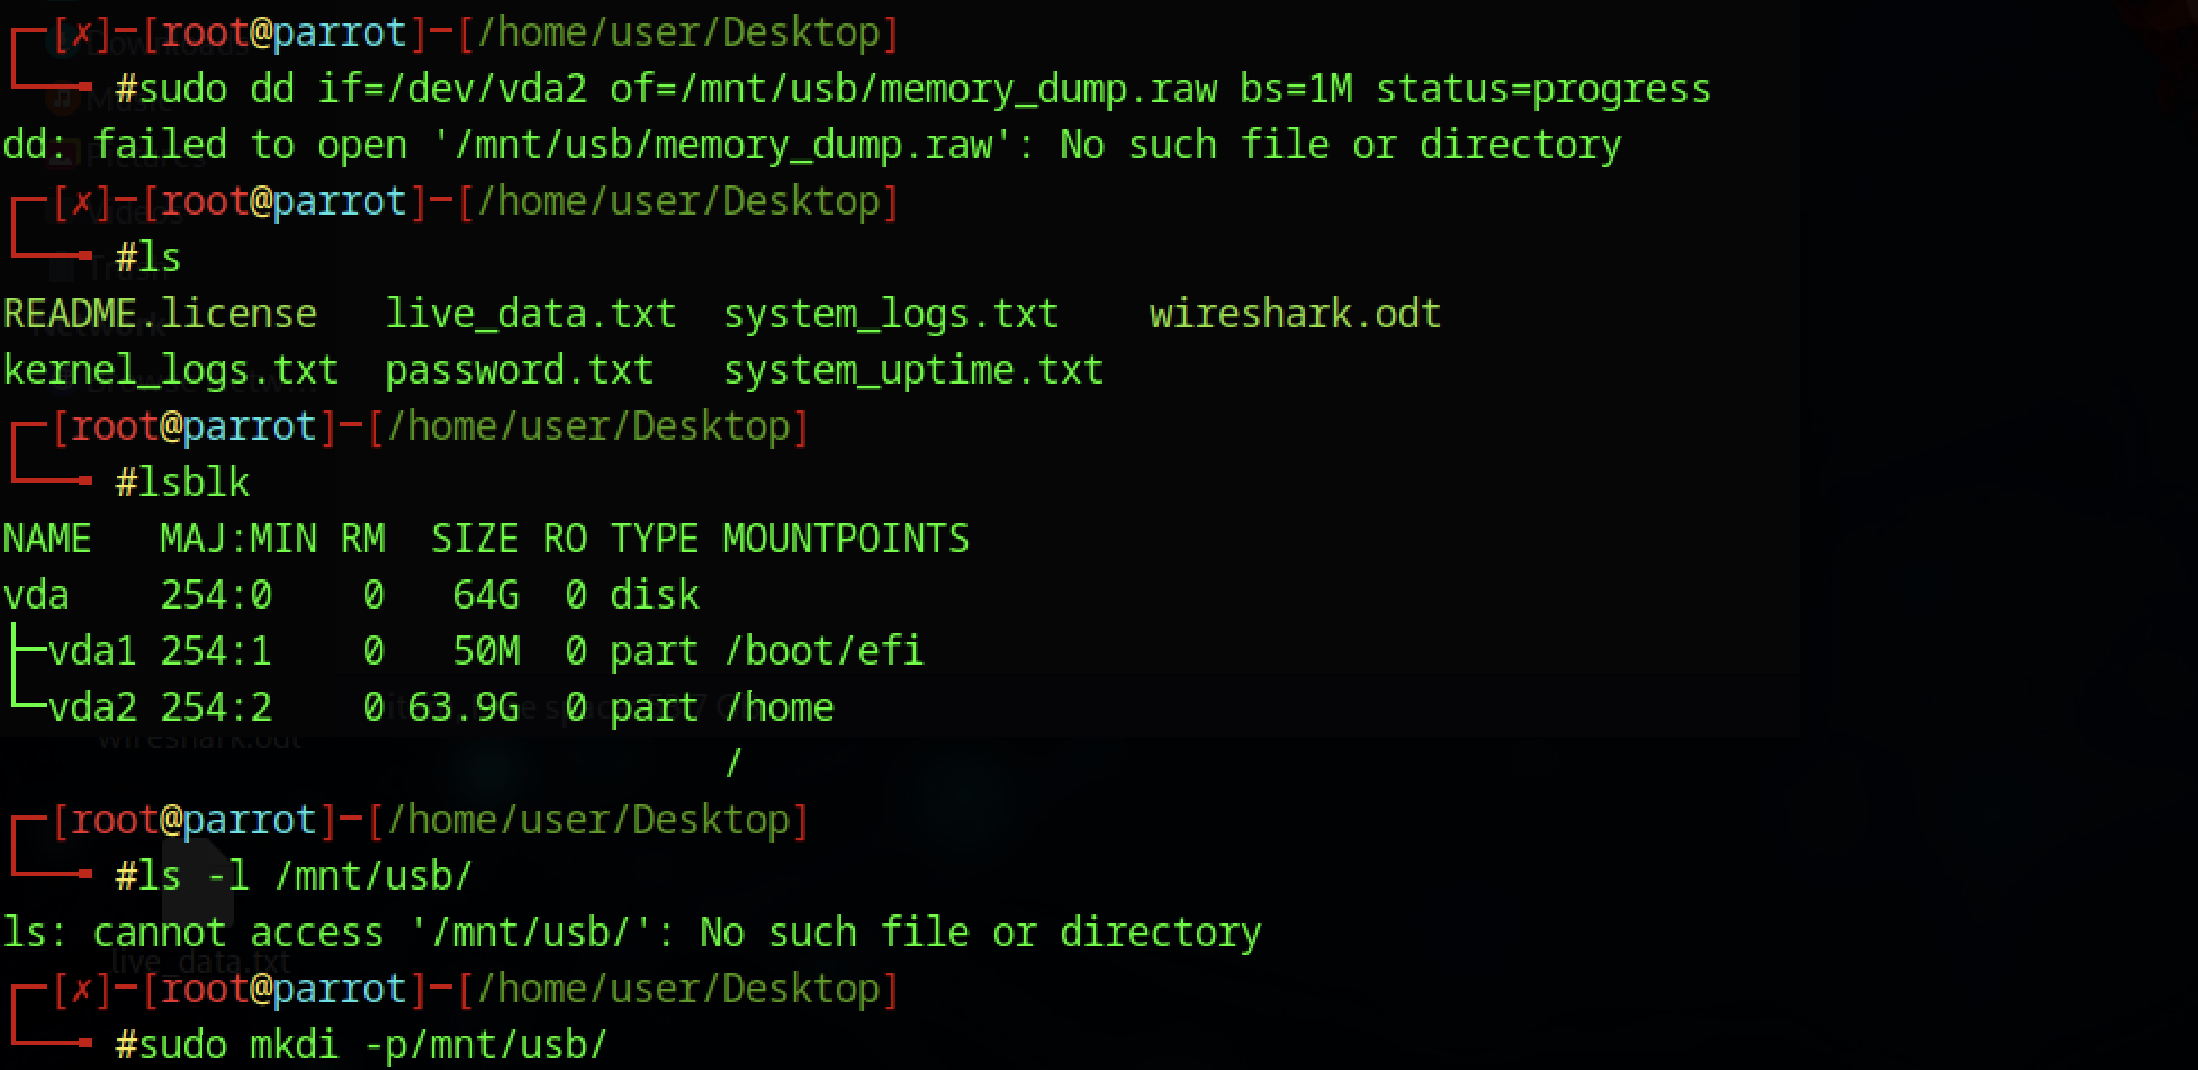 [✗]─[root@parrot]─[/home/user/Desktop]
#sudo dd if=/dev/vda2 of=/mnt/usb/memory_dump.raw bs=1M status=progress
dd: failed to open '/mnt/usb/memory_dump.raw': No such file or directory
[✗]─[root@parrot]─[/home/user/Desktop]
#ls
README.license live_data.txt system_logs.txt wireshark.odt
kernel_logs.txt password.txt system_uptime.txt
[root@parrot]─[/home/user/Desktop]
#lsblk
NAME MAJ:MIN RM SIZE RO TYPE MOUNTPOINTS
vda 254:0 0 64G 0 disk
├─vda1 254:1 0 50M 0 part /boot/efi
└─vda2 254:2 0 63.9G 0 part /home
/
wireshark.odt
[root@parrot]─[/home/user/Desktop]
#ls -l /mnt/usb/
ls: cannot access '/mnt/usb/': No such file or directory
live_data.txt
[✗]─[root@parrot]─[/home/user/Desktop]
#sudo mkdi -p/mnt/usb/